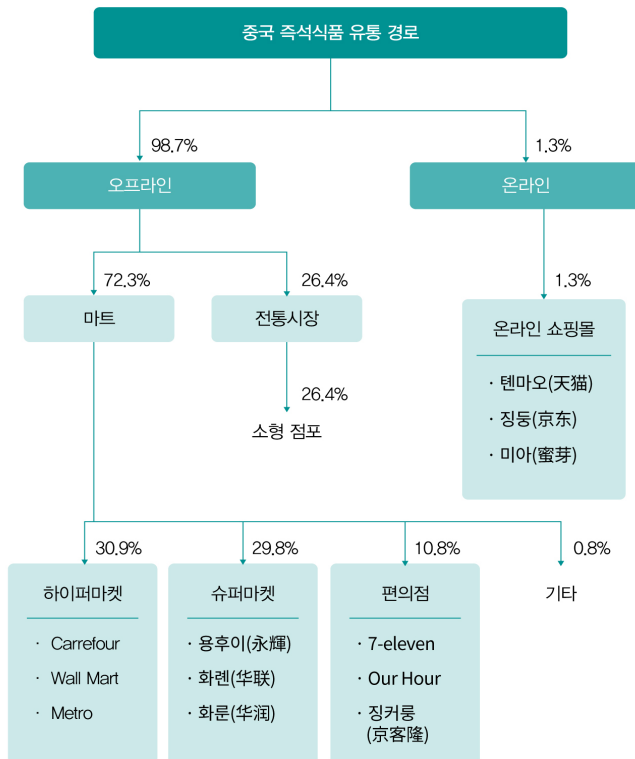 중국 즉석식품 유통 경로
98.7%
1.3%
오프라인
온라인
72.3%
26.4%
1.3%
마트
전통시장
온라인 쇼핑몰
· 톈마오(天猫)
· 징둥(京东)
· 미아(蜜芽)
26.4%
소형 점포
30.9%
29.8%
10.8%
0.8%
하이퍼마켓
· Carrefour
· Wall Mart
· Metro
슈퍼마켓
· 용후이(永輝)
· 화롄(华联)
· 화룬(华润)
편의점
· 7-eleven
· Our Hour
· 징커룽
(京客隆)
기타